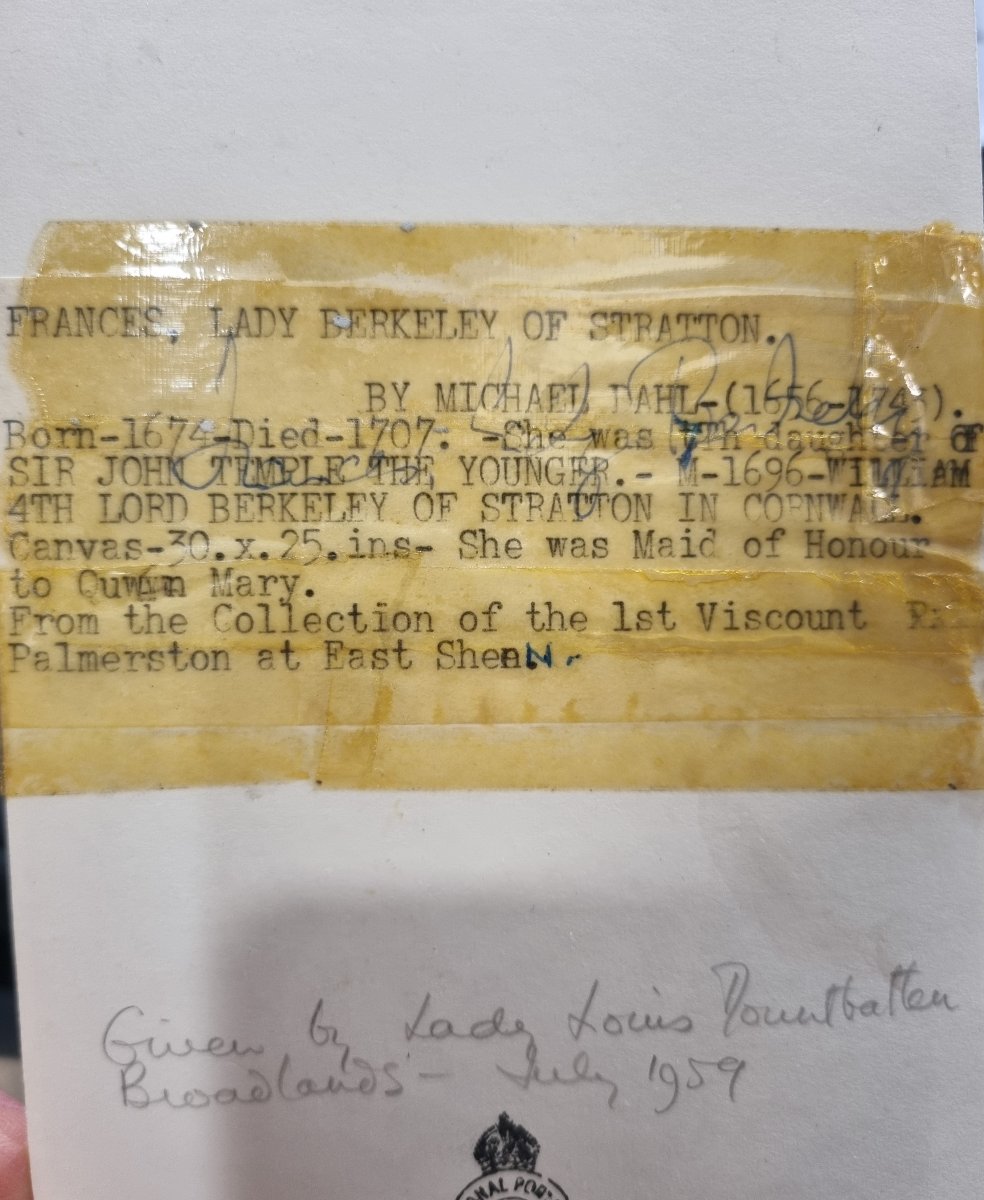 FRANCES, LADY BERKELEY OF STRATTON.
BY MICHAEL DAHL-(1656-174 ).
Born-1674-Died-1707. -She was daughter of
SIR JOHN TEMPLE THE YOUNGER.- M-1696-WILLIAM
4TH LORD BERKELEY OF STRATTON IN CORNWALL.
Canvas-30.x.25.ins- She was Maid of Honour
to Mary.
From the Collection of the 1st Viscount
Palmerston at East SheeN.
Given by Lady Louis Mountbatten
Broadlands - July 1959
NAL PORT